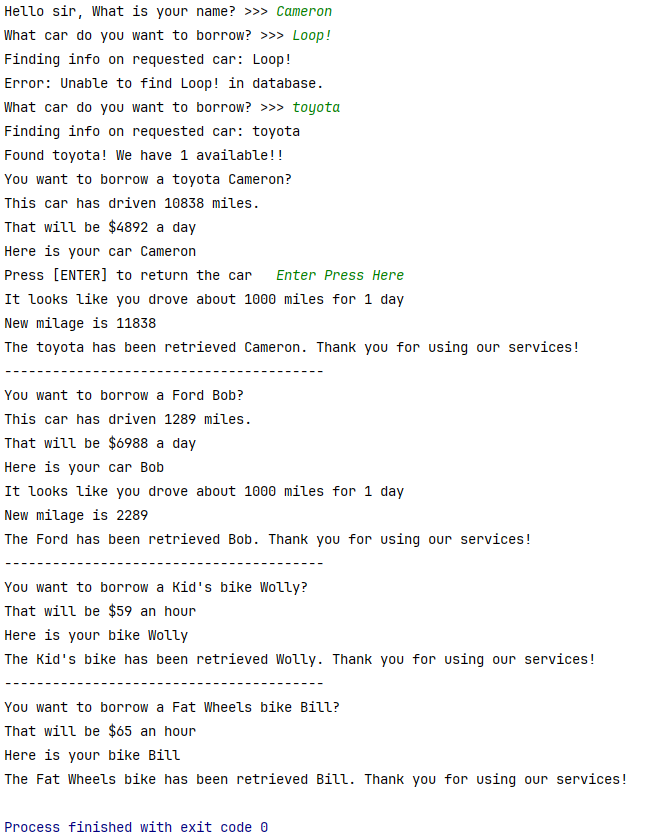 Hello sir, What is your name? >>> Cameron
What car do you want to borrow? >>> Loop!
Finding info on requested car: Loop!
Error: Unable to find Loop! in database.
What car do you want to borrow? >>> toyota
Finding info on requested car: toyota
Found toyota! We have 1 available!!
You want to borrow a toyota Cameron?
This car has driven 10838 miles.
That will be $4892 a day
Here is your car Cameron
Press [ENTER] to return the car   Enter Press Here
It looks like you drove about 1000 miles for 1 day
New milage is 11838
The toyota has been retrieved Cameron. Thank you for using our services!
----------------------------------------
You want to borrow a Ford Bob?
This car has driven 1289 miles.
That will be $6988 a day
Here is your car Bob
It looks like you drove about 1000 miles for 1 day
New milage is 2289
The Ford has been retrieved Bob. Thank you for using our services!
----------------------------------------
You want to borrow a Kid's bike Wolly?
That will be $59 an hour
Here is your bike Wolly
The Kid's bike has been retrieved Wolly. Thank you for using our services!
----------------------------------------
You want to borrow a Fat Wheels bike Bill?
That will be $65 an hour
Here is your bike Bill
The Fat Wheels bike has been retrieved Bill. Thank you for using our services!
Process finished with exit code 0